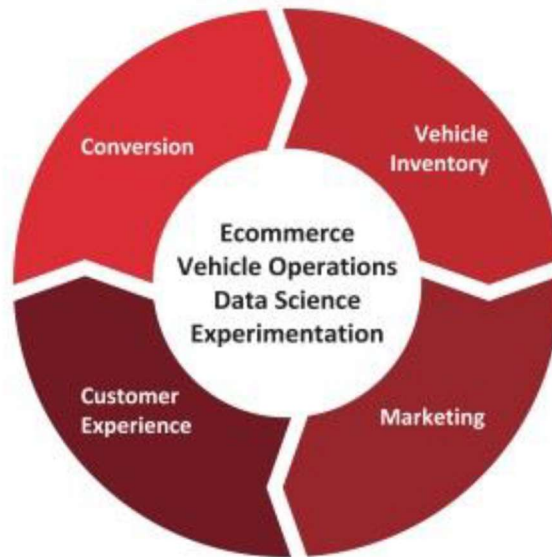 Conversion
Vehicle
Inventory
Ecommerce
Vehicle Operations
Data Science
Experimentation
Customer
Experience
Marketing